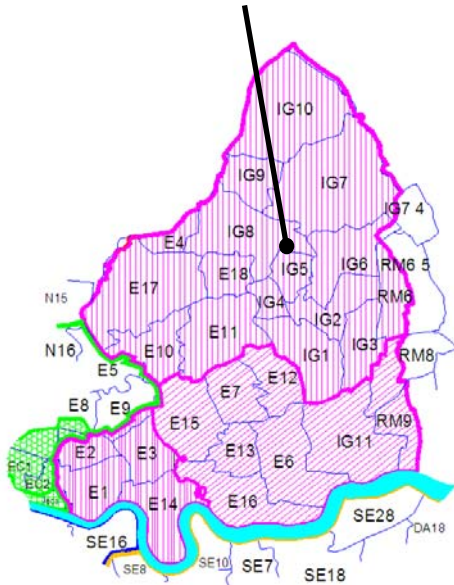 IG10
IG9
IG7
IG7 4
IG8
E4
IG5
IG6
RM6 5
E18
E17
IG4
RM6
N15
IG2
E11
N16
E10
IG1
IG3
RM8
E5
E12
E7
E8
E9
E15
RM9
IG11
E2
E3
E13
E6
EC1
EC2
E1
E14
E16
SE28
DA18
SE16
SE8
SE10
SE7
SE18